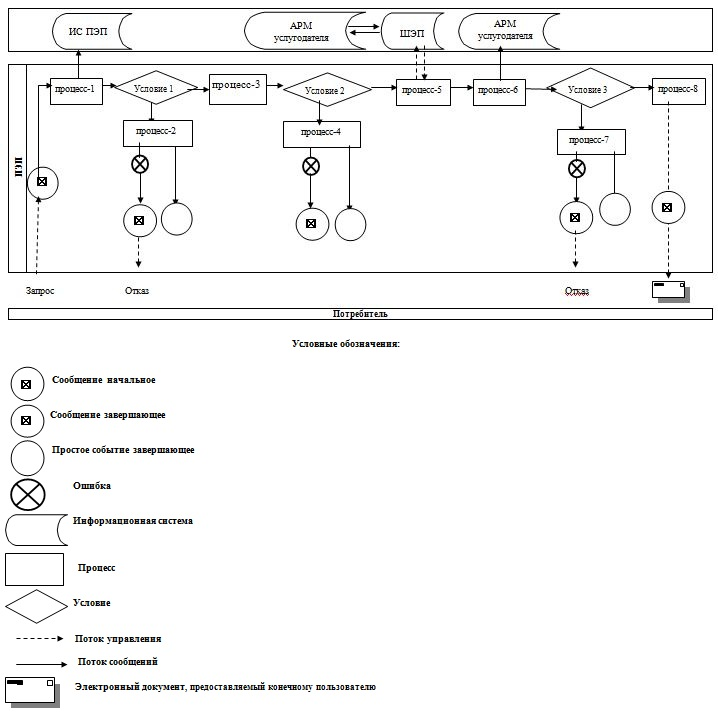 ИС ПЭП
АРМ
услугодателя
ШЭП
АРМ
услугодателя
ПЭП
процесс-1
Условие 1
процесс-3
Условие 2
процесс-5
процесс-6
Условие 3
процесс-8
процесс-2
процесс-4
процесс-7
Запрос
Отказ
Отказ
Потребитель
Условные обозначения:
Сообщение начальное
Сообщение завершающее
Простое событие завершающее
Ошибка
Информационная система
Процесс
Условие
Поток управления
Поток сообщений
Электронный документ, предоставляемый конечному пользователю